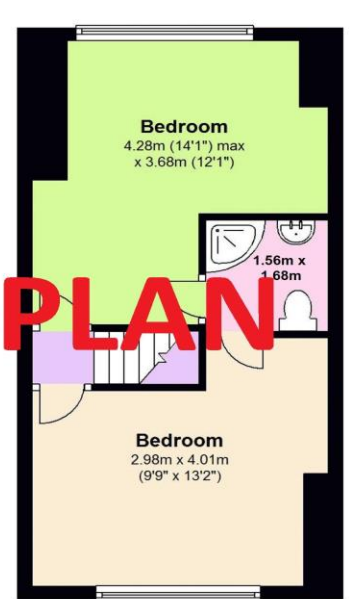 Bedroom
4.28m (14'1") max
x 3.68m (12'1")
1.56m x
1.68m
PLAN
Bedroom
2.98m x 4.01m
(9'9" x 13'2")